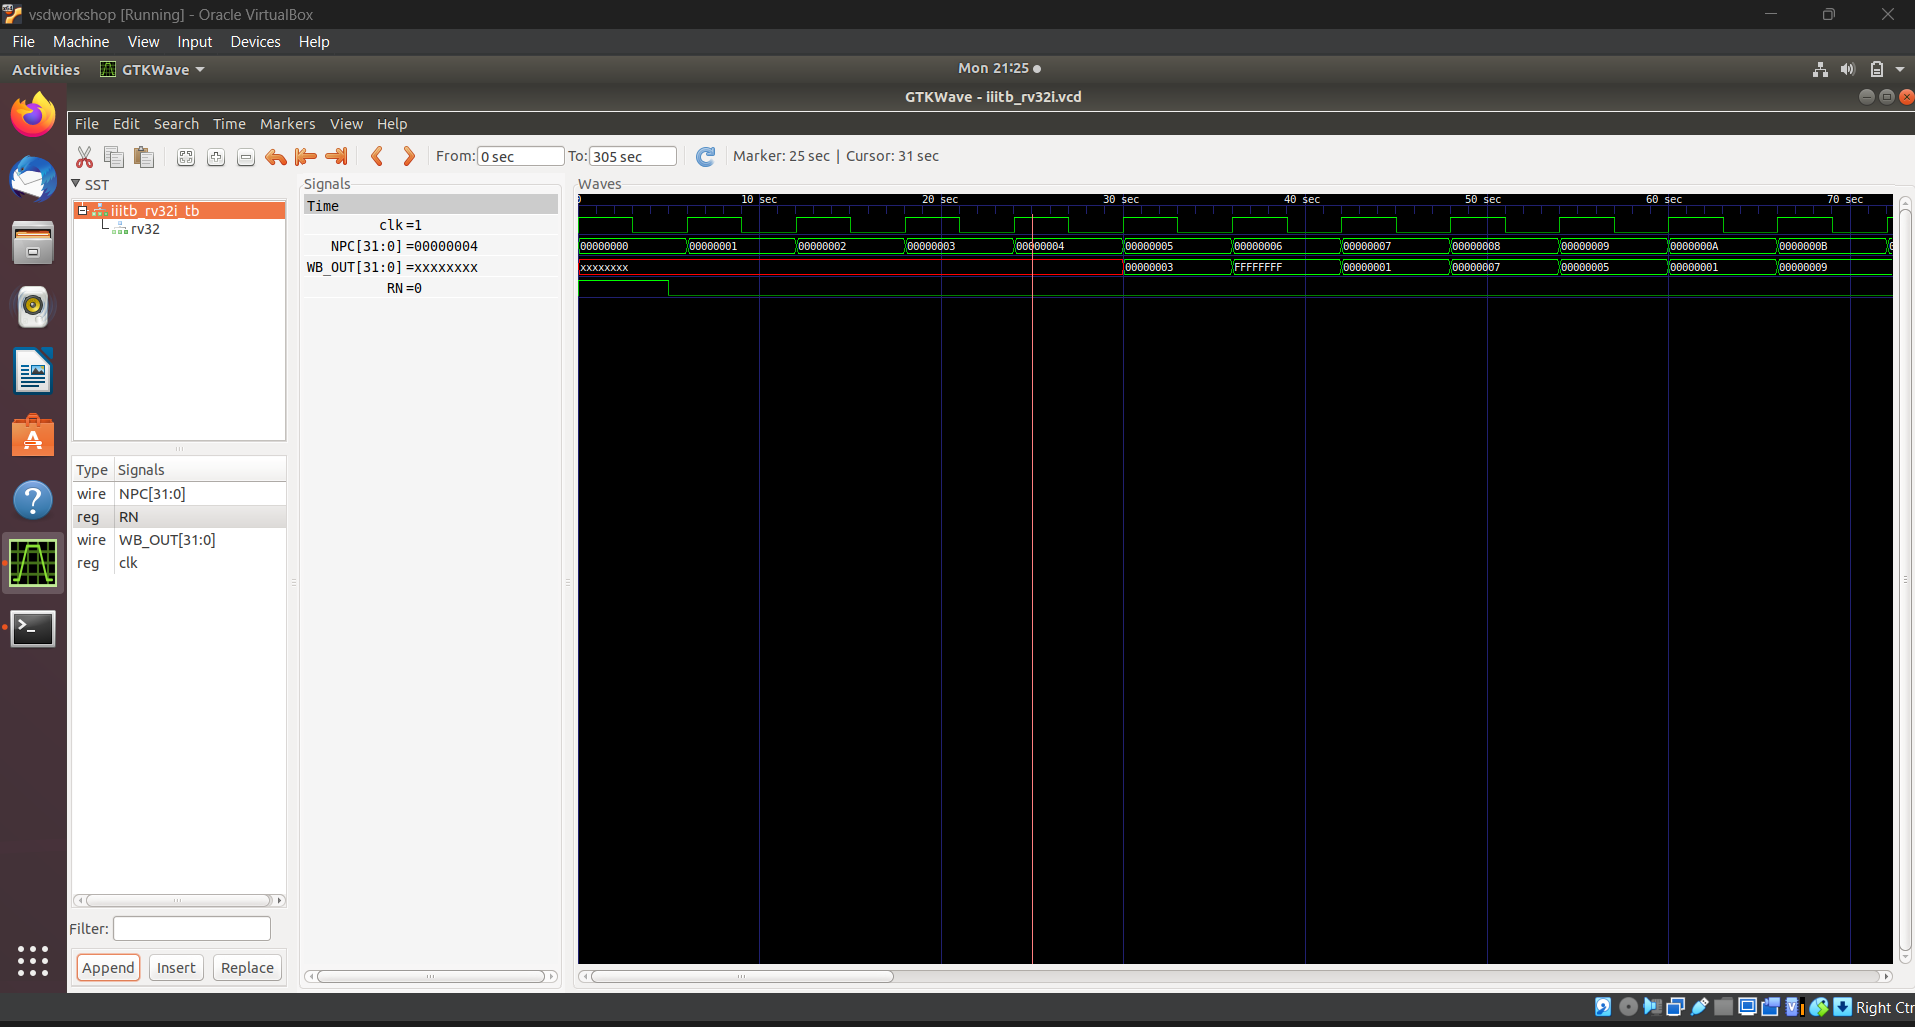 vsdworkshop [Running] - Oracle VirtualBox
File Machine View Input Devices Help
Activities GTKWave Mon 21:25
GTKWave - iiitb_rv32i.vcd
File Edit Search Time Markers View Help
From: 0 sec To: 305 sec Marker: 25 sec | Cursor: 31 sec
SST
iiitb_rv32i_tb
rv32
Type Signals
wire NPC[31:0]
reg RN
wire WB_OUT[31:0]
reg clk
Filter:
Append Insert Replace
Signals
Time
clk=1
NPC[31:0]=00000004
WB_OUT[31:0]=xxxxxxxx
RN=0
Waves
0 10 sec 20 sec 30 sec 40 sec 50 sec 60 sec 70 sec
00000000 00000001 00000002 00000003 00000004 00000005 00000006 00000007 00000008 00000009 0000000A 0000000B
xxxxxxxx 00000003 FFFFFFFF 00000001 00000007 00000005 00000001 00000009
Right Ctr